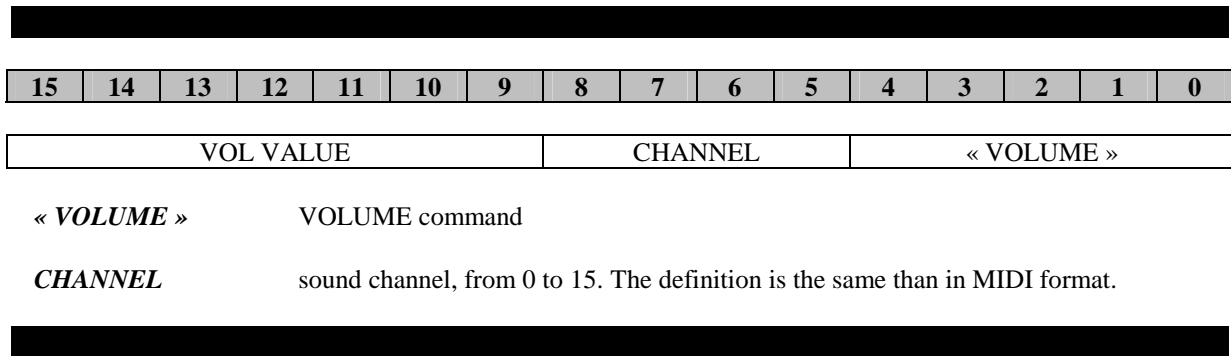 15 14 13 12 11 10 9 8 7 6 5 4 3 2 1 0
VOL VALUE CHANNEL « VOLUME »
« VOLUME » VOLUME command
CHANNEL sound channel, from 0 to 15. The definition is the same than in MIDI format.